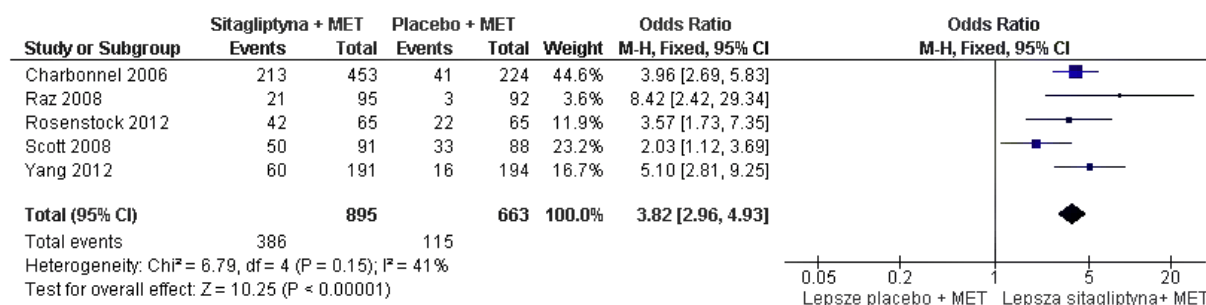 Sitagliptyna + MET Placebo + MET Odds Ratio Odds Ratio
Study or Subgroup Events Total Events Total Weight M-H, Fixed, 95% CI M-H, Fixed, 95% CI
Charbonnel 2006 213 453 41 224 44.6% 3.96 [2.69, 5.83]
Raz 2008 21 95 3 92 3.6% 8.42 [2.42, 29.34]
Rosenstock 2012 42 65 22 65 11.9% 3.57 [1.73, 7.35]
Scott 2008 50 91 33 88 23.2% 2.03 [1.12, 3.69]
Yang 2012 60 191 16 194 16.7% 5.10 [2.81, 9.25]
Total (95% CI) 895 663 100.0% 3.82 [2.96, 4.93]
Total events 386 115
Heterogeneity: Chi² = 6.79, df = 4 (P = 0.15); I² = 41%
Test for overall effect: Z = 10.25 (P < 0.00001)
0.05 0.2 1 5 20
Lepsze placebo + MET Lepsza sitagliptyna+ MET